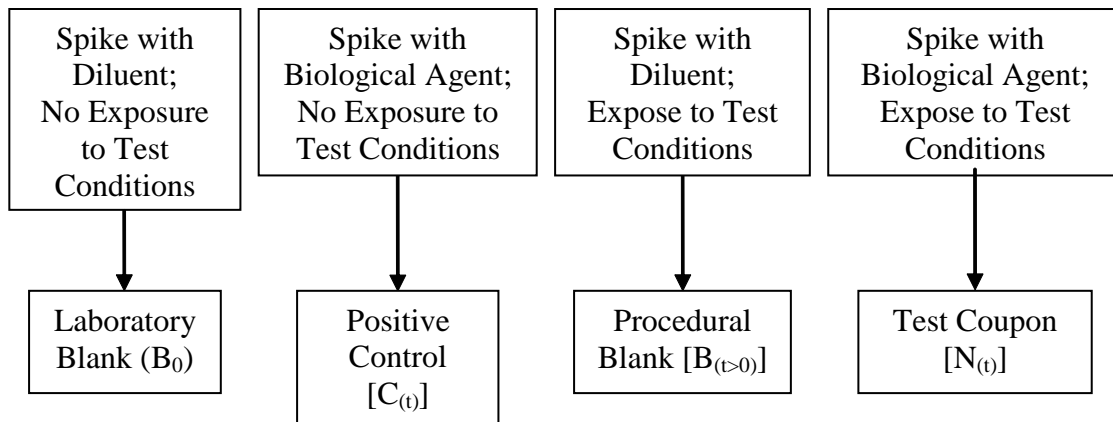 Spike with
Diluent;
No Exposure
to Test
Conditions
Spike with
Biological Agent;
No Exposure to
Test Conditions
Spike with
Diluent;
Expose to Test
Conditions
Spike with
Biological Agent;
Expose to Test
Conditions
Laboratory
Blank (B₀)
Positive
Control
[C₍t₎]
Procedural
Blank [B₍t>0₎]
Test Coupon
[N₍t₎]